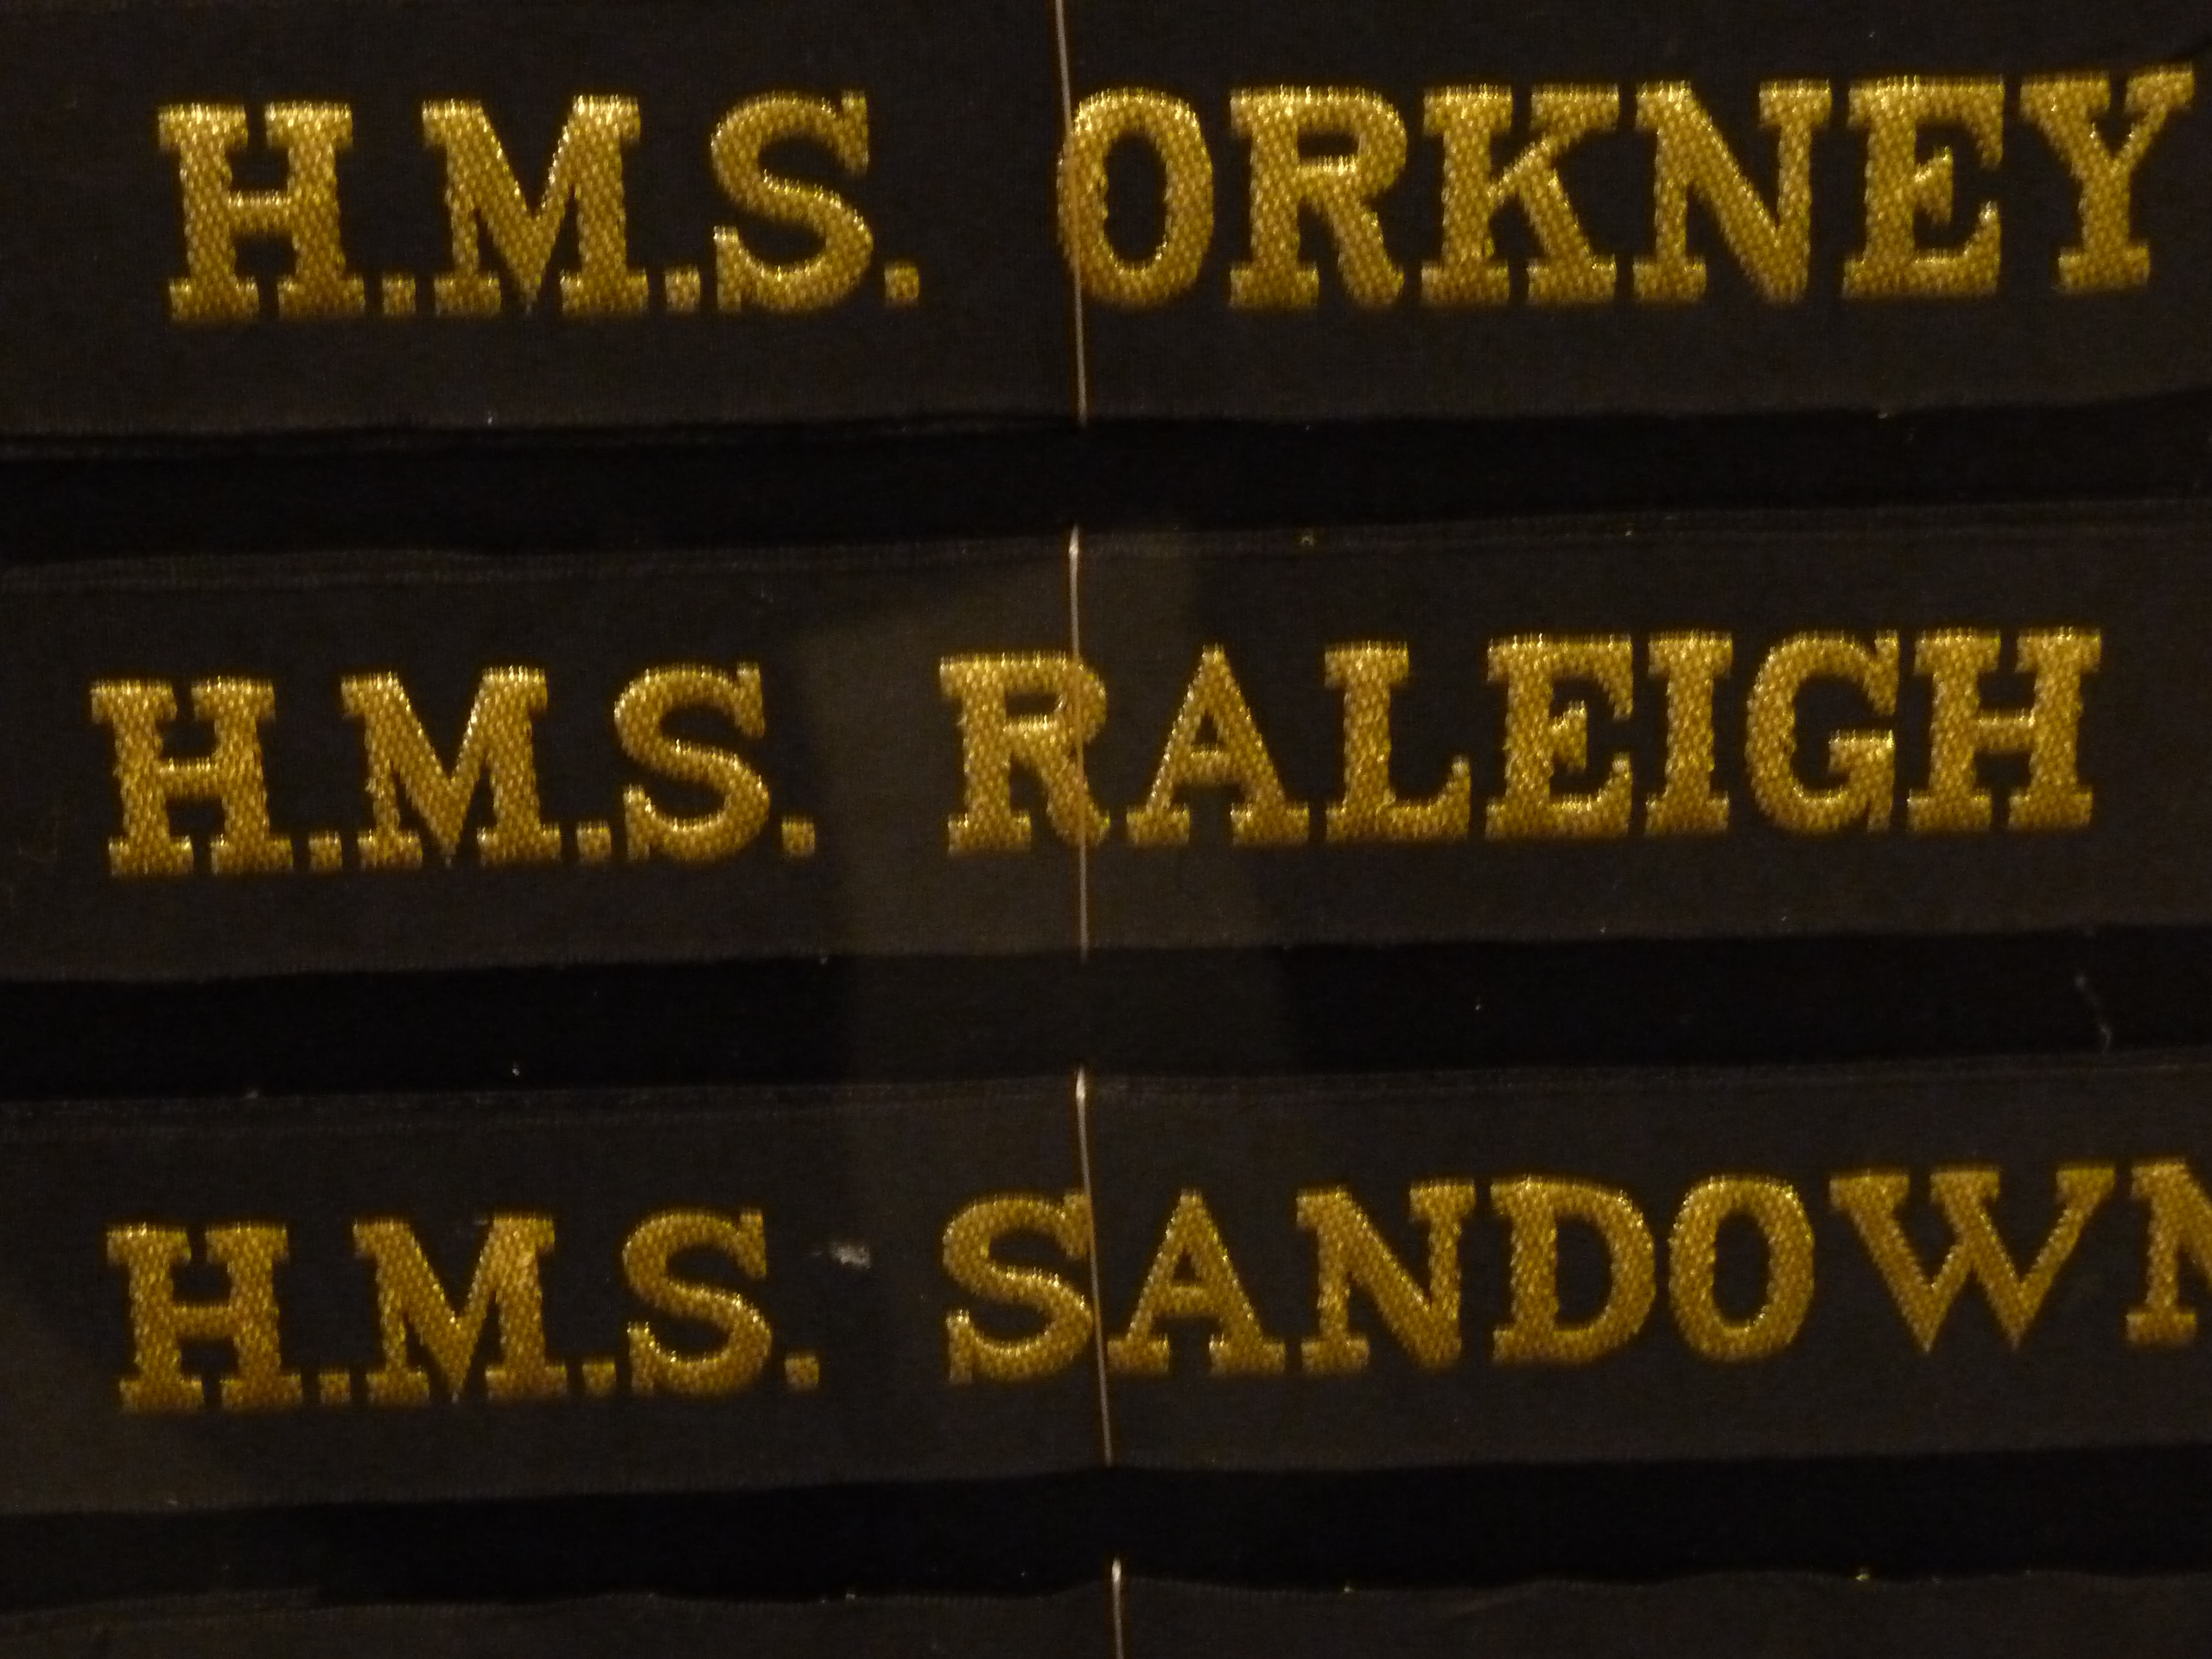 H.M.S. ORKNEY
H.M.S. RALEIGH
H.M.S. SANDOWN